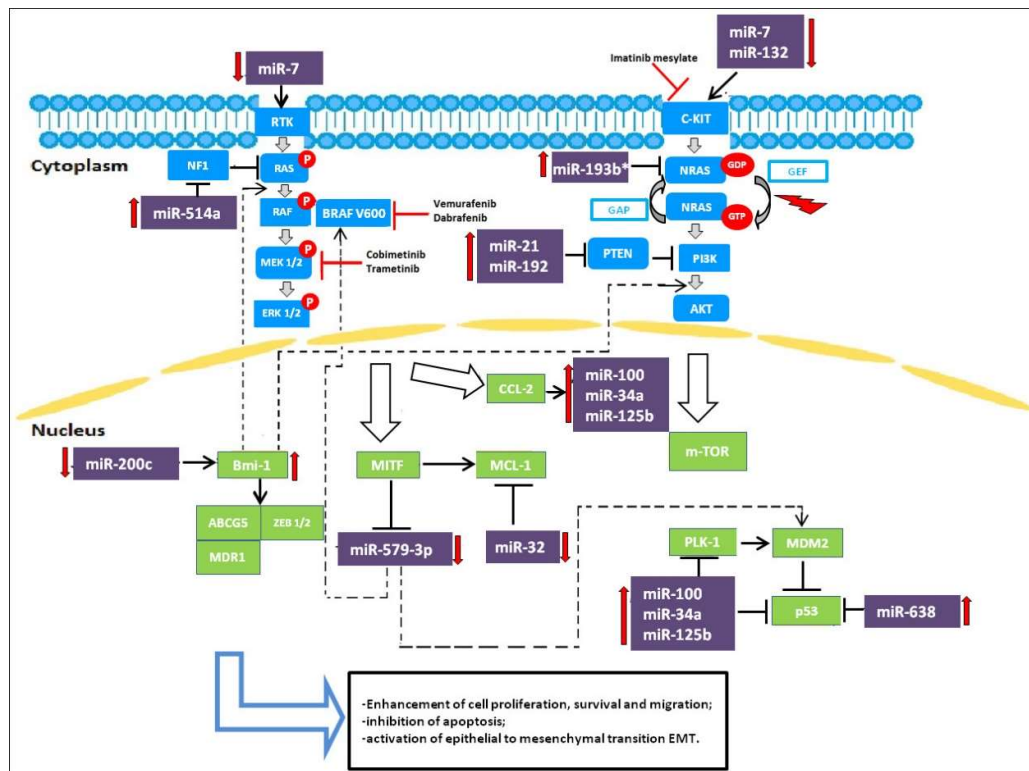 miR-7
miR-132
Imatinib mesylate
miR-7
RTK
C-KIT
Cytoplasm
NF1
RAS
P
miR-193b*
NRAS
GDP
GEF
miR-514a
RAF
P
BRAF V600
Vemurafenib
Dabrafenib
GAP
NRAS
GTP
MEK 1/2
P
Cobimetinib
Trametinib
miR-21
miR-192
PTEN
PI3K
ERK 1/2
P
AKT
CCL-2
miR-100
miR-34a
miR-125b
Nucleus
m-TOR
miR-200c
Bmi-1
MITF
MCL-1
ABCG5
ZEB 1/2
MDR1
miR-579-3p
miR-32
PLK-1
MDM2
miR-100
miR-34a
miR-125b
p53
miR-638
-Enhancement of cell proliferation, survival and migration;
-inhibition of apoptosis;
-activation of epithelial to mesenchymal transition EMT.